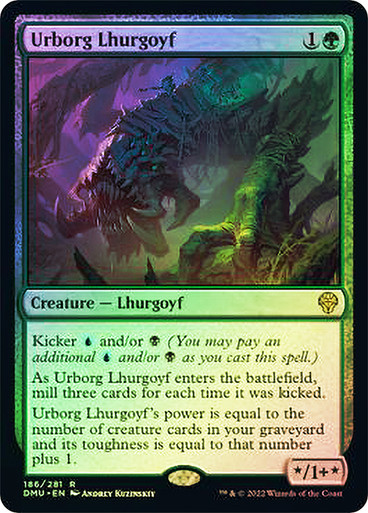 Urborg Lhurgoyf 1
Creature — Lhurgoyf
Kicker and/or (You may pay an
additional and/or as you cast this spell.)
As Urborg Lhurgoyf enters the battlefield,
mill three cards for each time it was kicked.
Urborg Lhurgoyf's power is equal to the
number of creature cards in your graveyard
and its toughness is equal to that number
plus 1.
*/1+*
186/281 R
DMU • EN Andrey Kuzinskiy ™ & © 2022 Wizards of the Coast